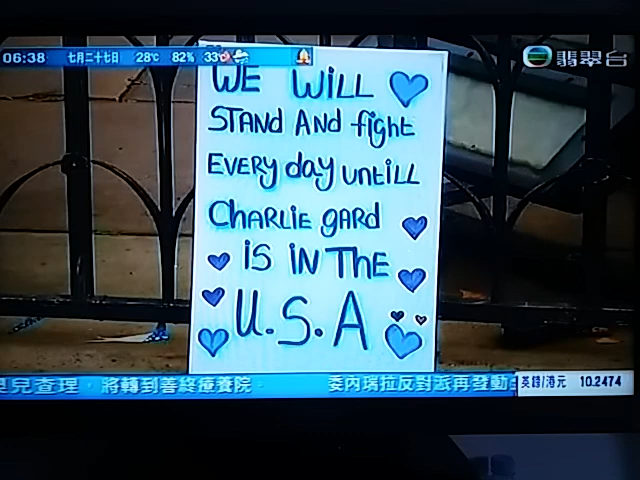 06:38 七月二十七日 28℃ 82% 33℃
翡翠台
WE WILL
STAND AND fighT
EVERY day unTiLL
CHARLiE gARD
iS iN ThE
U.S.A
兒查理，將轉到善終療養院。 委內瑞拉反對派再發動
英鎊/港元 10.2474